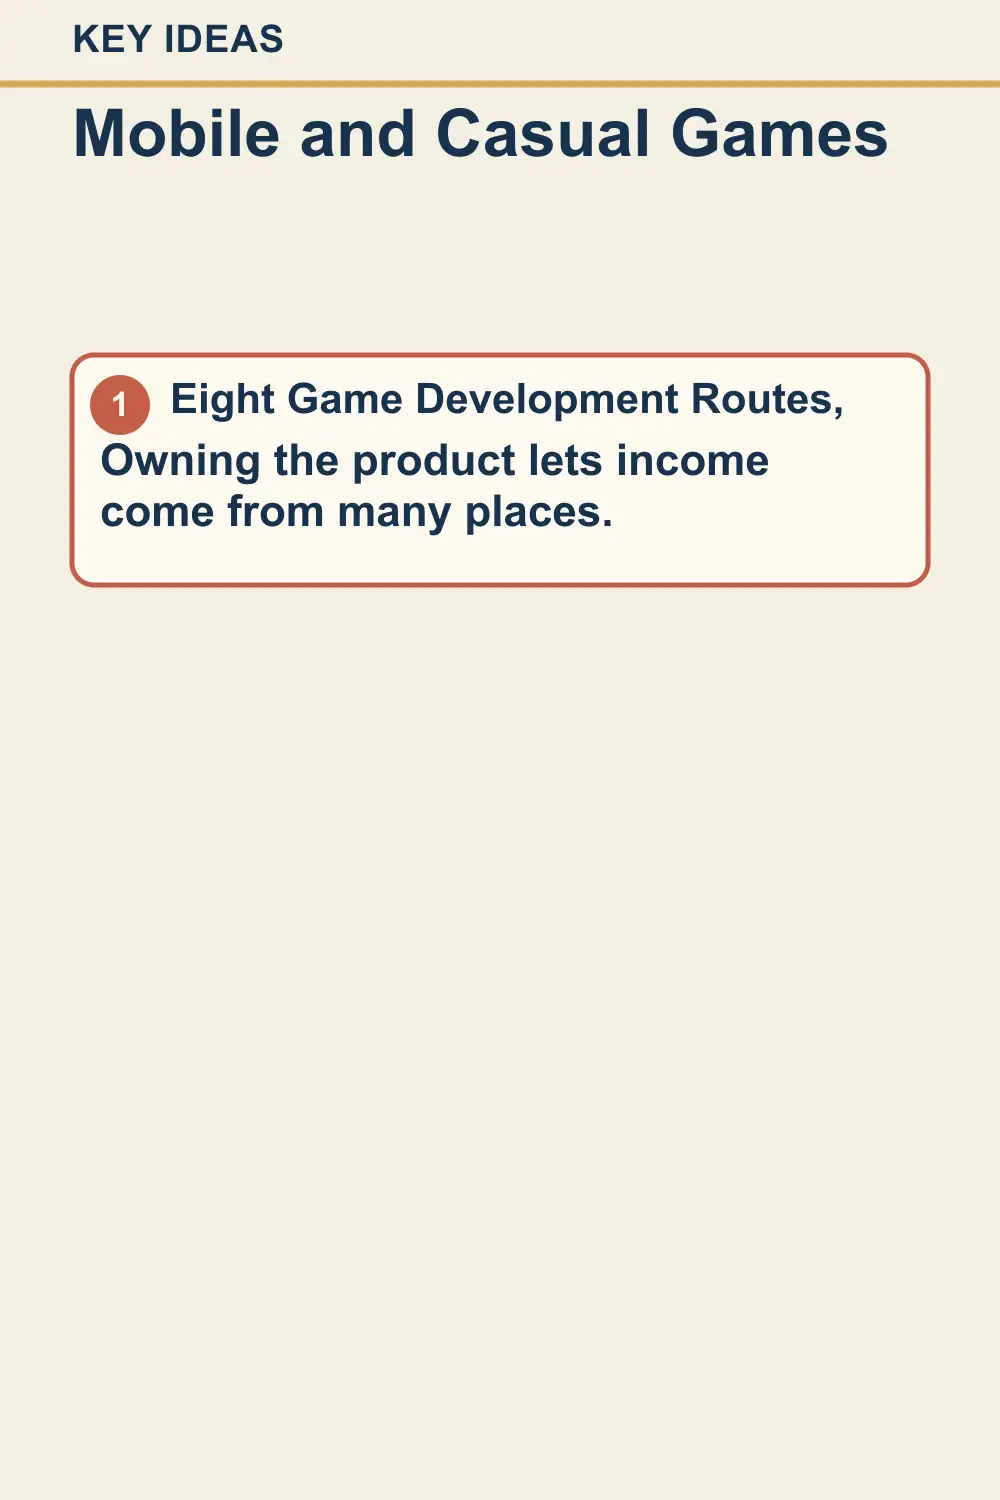 KEY IDEAS
Mobile and Casual Games
1 Eight Game Development Routes,
Owning the product lets income
come from many places.